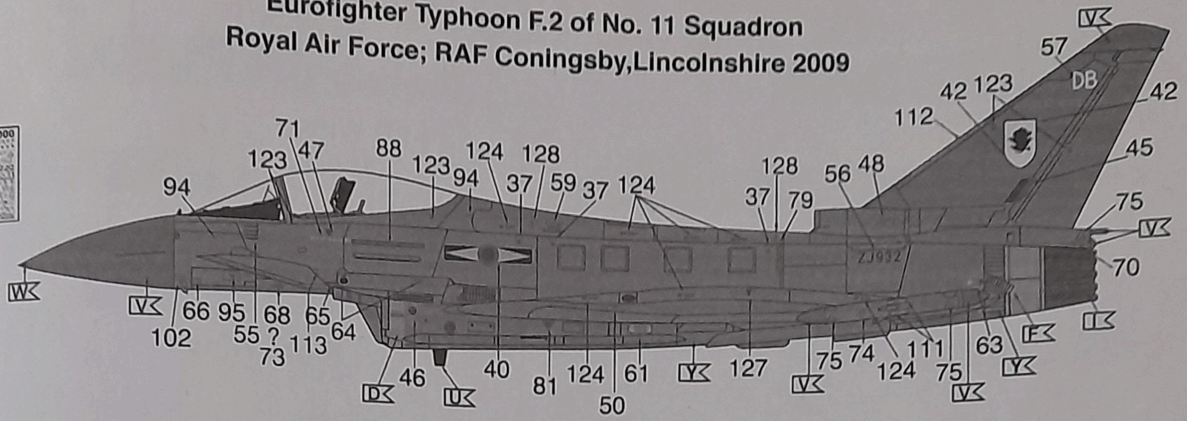 Eurofighter Typhoon F.2 of No. 11 Squadron
Royal Air Force; RAF Coningsby,Lincolnshire 2009
V
57
DB
42 123
42
112
45
71
47
88
124 128
123
123
94
94
37 59 37 124
128
56 48
37 79
75
V
ZJ932
70
W
V
66 95 68 65
102
55 ? 113 64
73
I
F
63
111
Y
D 46 U
40
81 124 61 Y 127
V 75 74
124 75
V
50